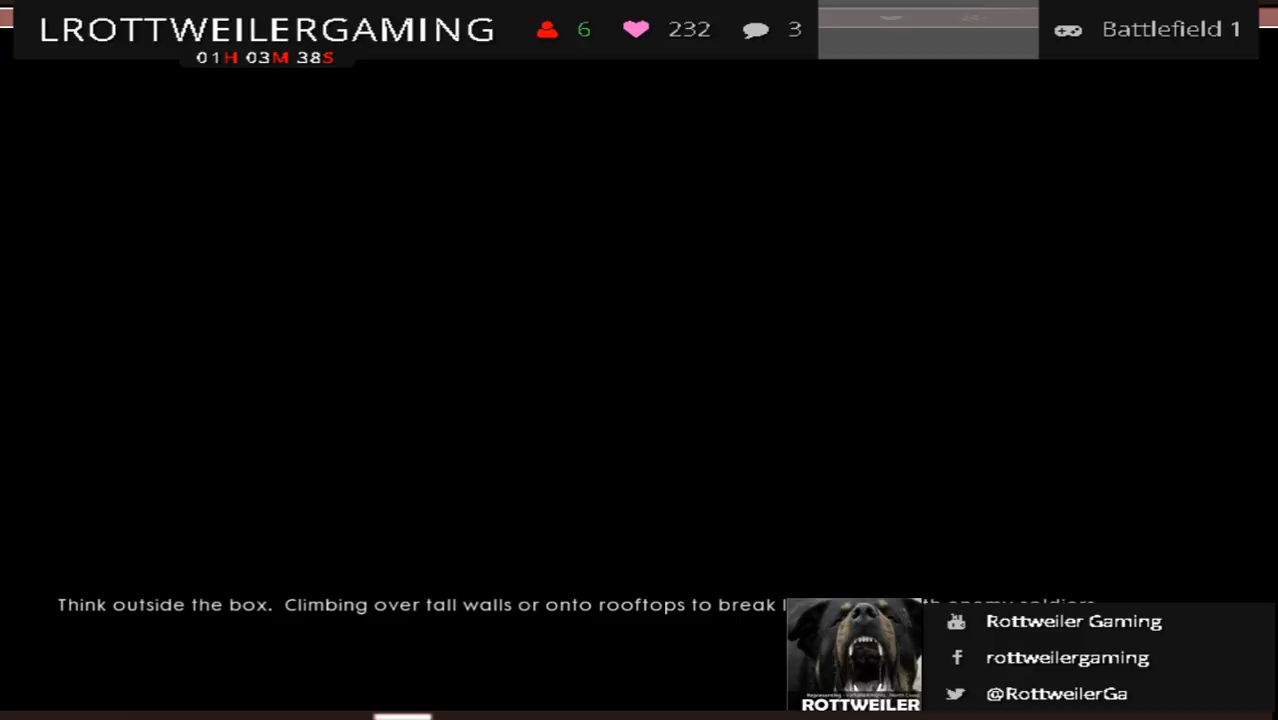 LROTTWEILERGAMING
6
232
3
Battlefield 1
01H 03M 38S
Think outside the box. Climbing over tall walls or onto rooftops to break
Rottweiler Gaming
rottweilergaming
@RottweilerGa
ROTTWEILER